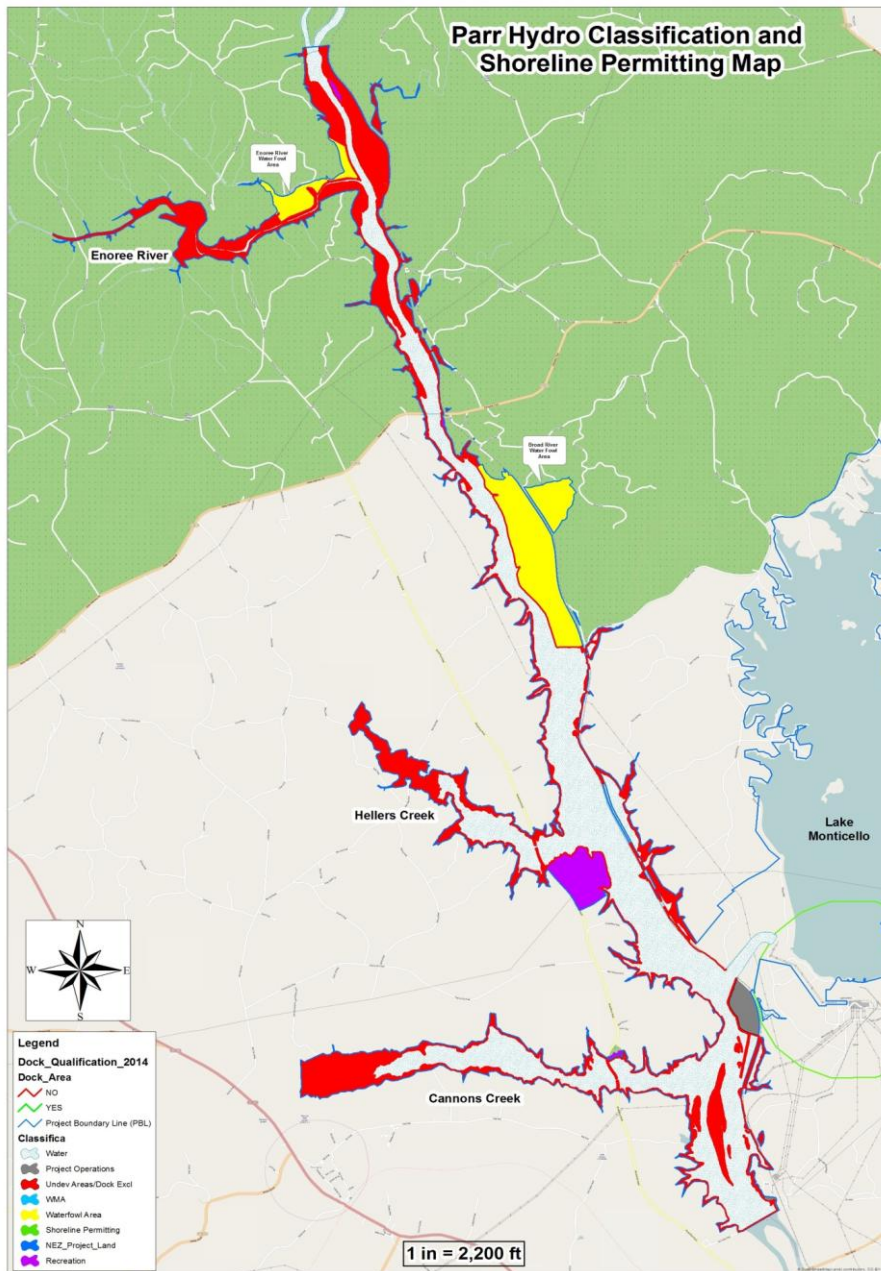 Parr Hydro Classification and
Shoreline Permitting Map
Enoree River
Water Fowl
Area
Enoree River
Broad River
Water Fowl
Area
Hellers Creek
Lake
Monticello
N
W
E
S
Cannons Creek
Legend
Dock_Qualification_2014
Dock_Area
NO
YES
Project Boundary Line (PBL)
Classifica
Water
Project Operations
Undev Areas/Dock Excl
WMA
Waterfowl Area
Shoreline Permitting
NEZ_Project_Land
Recreation
1 in = 2,200 ft